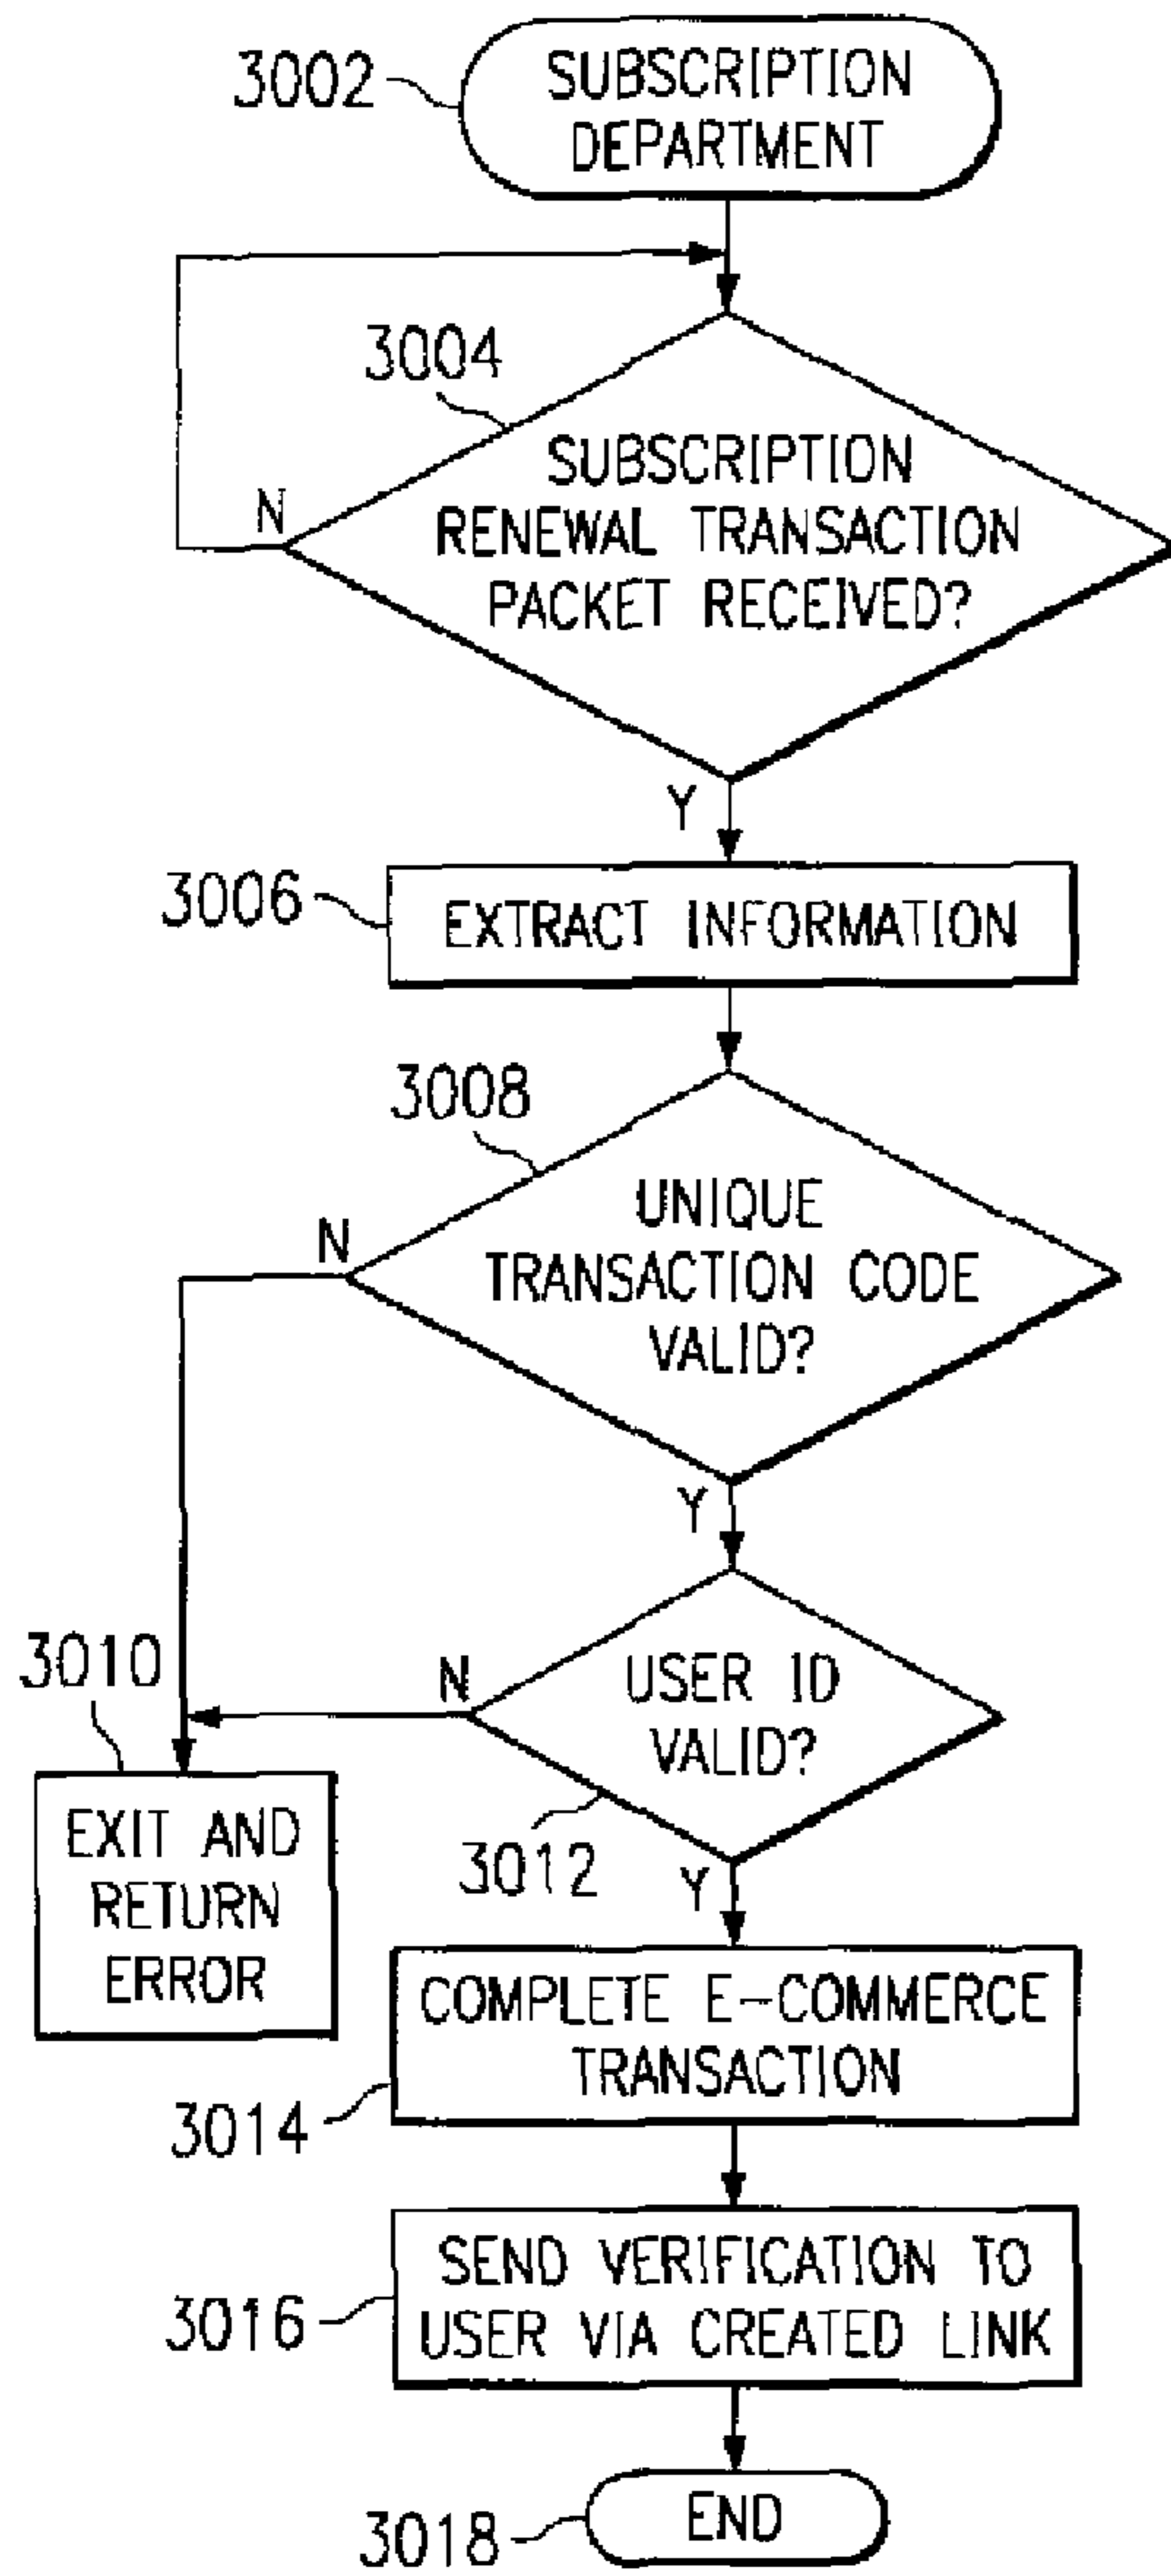 3002
SUBSCRIPTION
DEPARTMENT
3004
SUBSCRIPTION
N
RENEWAL TRANSACTION
PACKET RECEIVED?
Y
3006
EXTRACT INFORMATION
3008
UNIQUE
N
TRANSACTION CODE
VALID?
Y
3010
N
USER ID
VALID?
EXIT AND
RETURN
ERROR
3012
Y
COMPLETE E-COMMERCE
TRANSACTION
3014
SEND VERIFICATION TO
USER VIA CREATED LINK
3016
END
3018